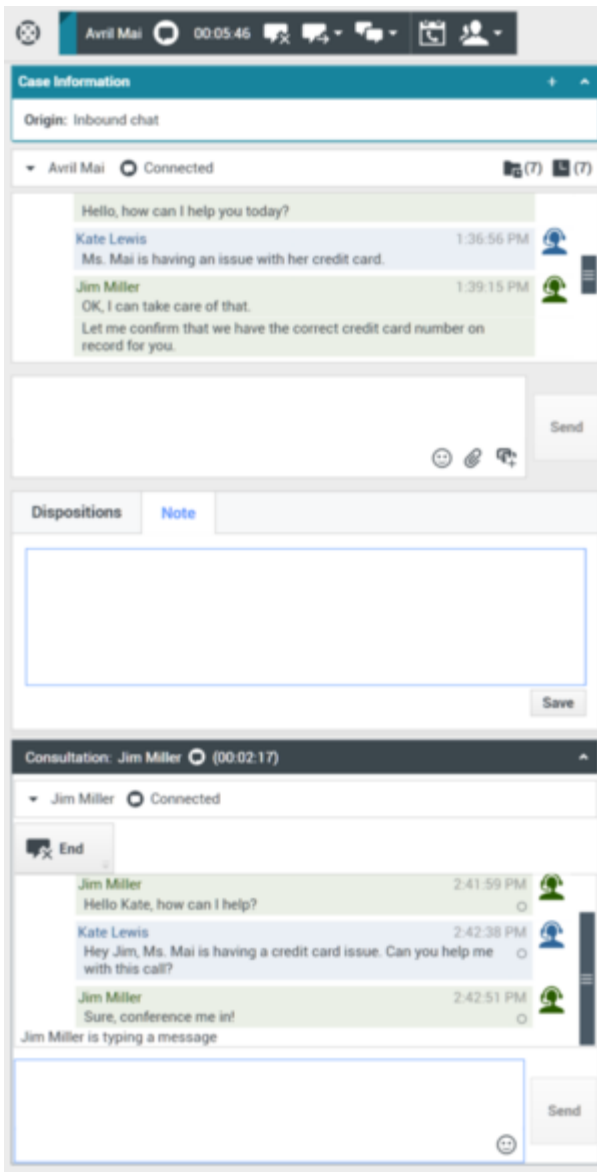 Avril Mai 00:05:46
Case Information
Origin: Inbound chat
Avril Mai Connected (7) (7)
Hello, how can I help you today?
Kate Lewis 1:36:56 PM
Ms. Mai is having an issue with her credit card.
Jim Miller 1:39:15 PM
OK, I can take care of that.
Let me confirm that we have the correct credit card number on
record for you.
Send
Dispositions Note
Save
Consultation: Jim Miller (00:02:17)
Jim Miller Connected
End
Jim Miller 2:41:59 PM
Hello Kate, how can I help?
Kate Lewis 2:42:38 PM
Hey Jim, Ms. Mai is having a credit card issue. Can you help me
with this call?
Jim Miller 2:42:51 PM
Sure, conference me in!
Jim Miller is typing a message
Send